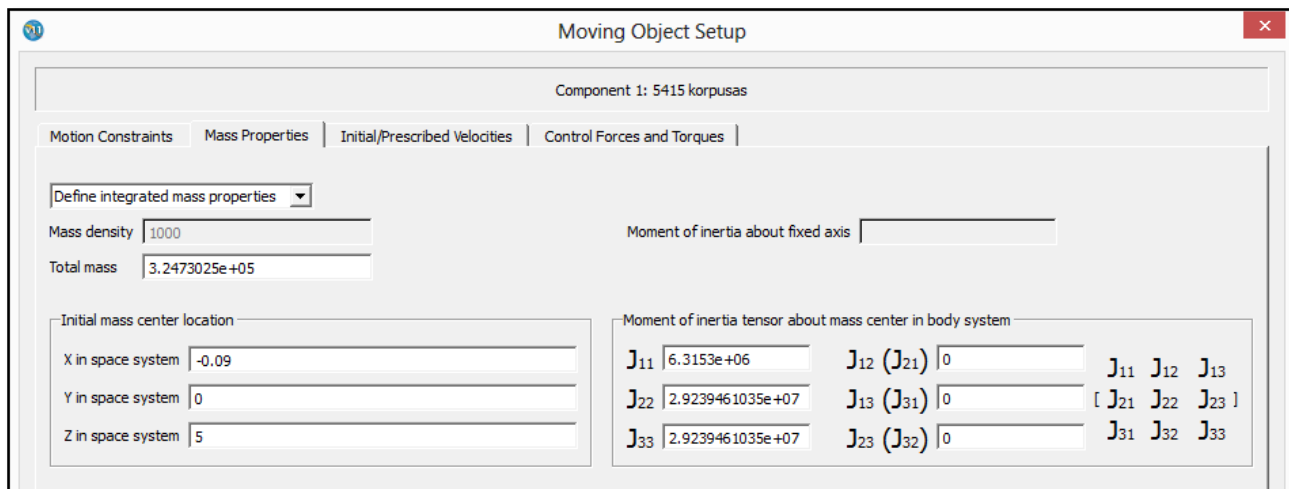 Moving Object Setup
Component 1: 5415 korpusas
Motion Constraints Mass Properties Initial/Prescribed Velocities Control Forces and Torques
Define integrated mass properties
Mass density 1000 Moment of inertia about fixed axis
Total mass 3.2473025e+05
Initial mass center location Moment of inertia tensor about mass center in body system
X in space system -0.09 J11 6.3153e+06 J12 (J21) 0 J11 J12 J13
Y in space system 0 J22 2.9239461035e+07 J13 (J31) 0 [ J21 J22 J23 ]
Z in space system 5 J33 2.9239461035e+07 J23 (J32) 0 J31 J32 J33